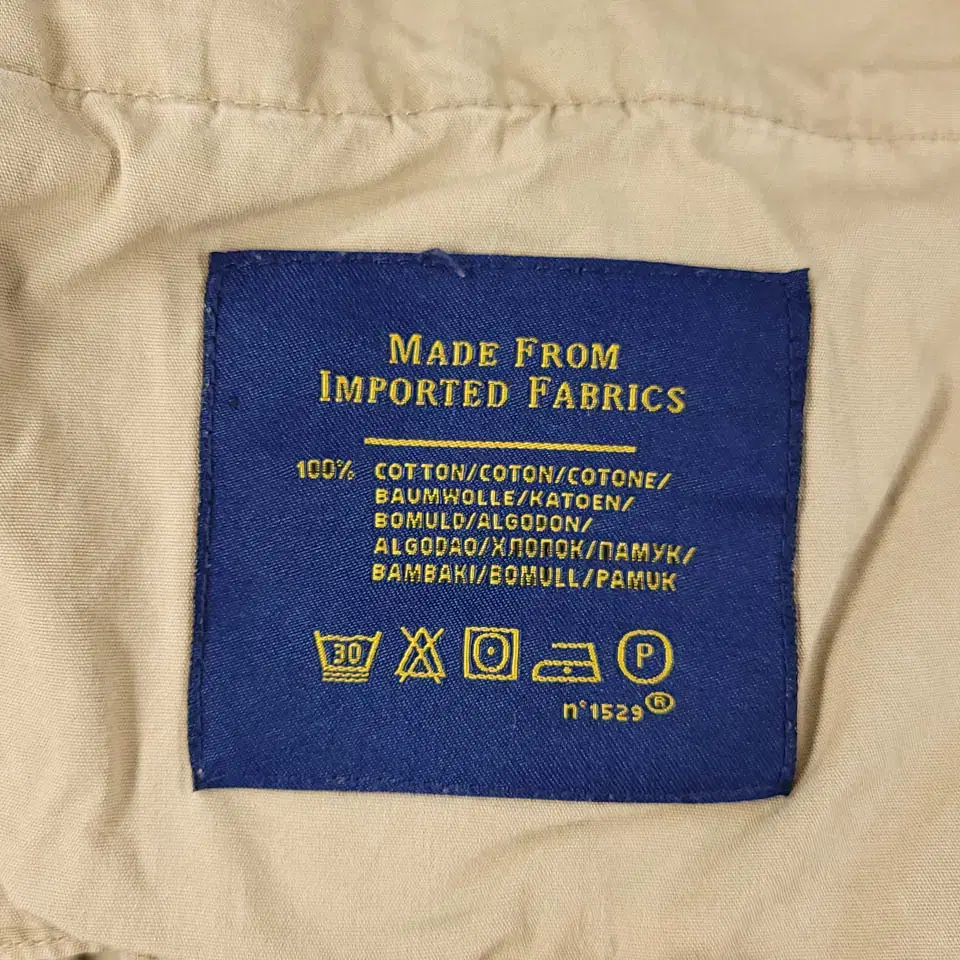 MADE FROM
IMPORTED FABRICS
100% COTTON/COTON/COTONE/
BAUMWOLLE/KATOEN/
BOMULD/ALGODON/
ALGODAO/ХЛОПОК/ПАМУК/
BAMBAKI/BOMULL/PAMUK
30 P
n°1529®